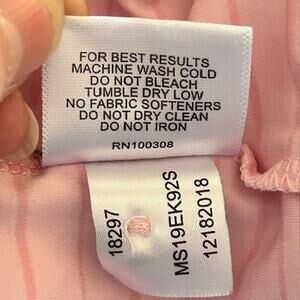 FOR BEST RESULTS
MACHINE WASH COLD
DO NOT BLEACH
TUMBLE DRY LOW
NO FABRIC SOFTENERS
DO NOT DRY CLEAN
DO NOT IRON
RN100308
18297
MS19EK92S
12182018